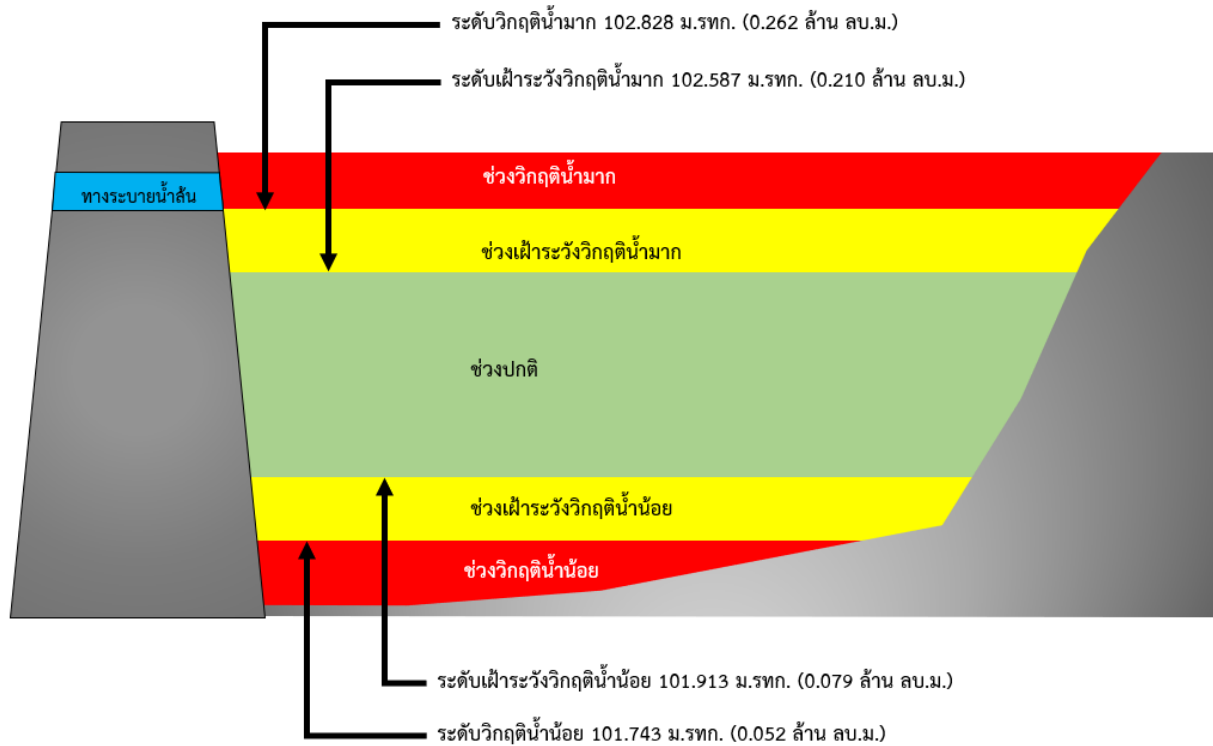 ระดับวิกฤติน้ำมาก 102.828 ม.รทก. (0.262 ล้าน ลบ.ม.)
ระดับเฝ้าระวังวิกฤติน้ำมาก 102.587 ม.รทก. (0.210 ล้าน ลบ.ม.)
ช่วงวิกฤติน้ำมาก
ทางระบายน้ำล้น
ช่วงเฝ้าระวังวิกฤติน้ำมาก
ช่วงปกติ
ช่วงเฝ้าระวังวิกฤติน้ำน้อย
ช่วงวิกฤติน้ำน้อย
ระดับเฝ้าระวังวิกฤติน้ำน้อย 101.913 ม.รทก. (0.079 ล้าน ลบ.ม.)
ระดับวิกฤติน้ำน้อย 101.743 ม.รทก. (0.052 ล้าน ลบ.ม.)